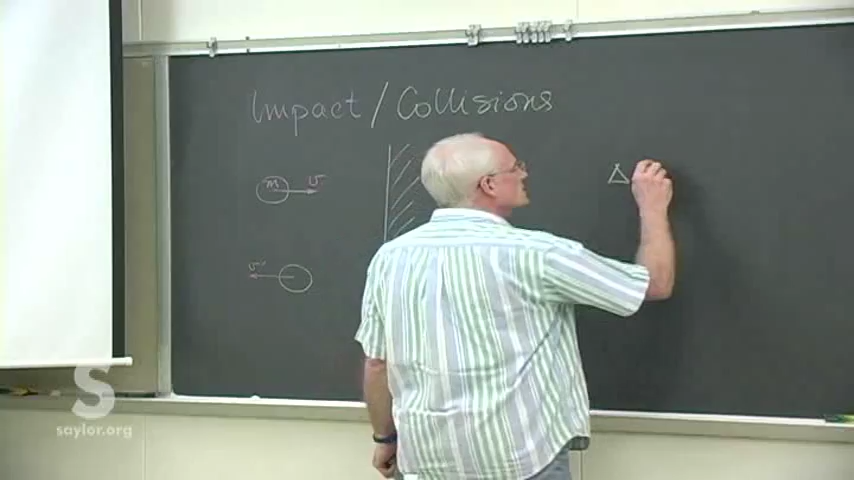 Impact / Collisions
m v
Δ
v"
S
saylor.org